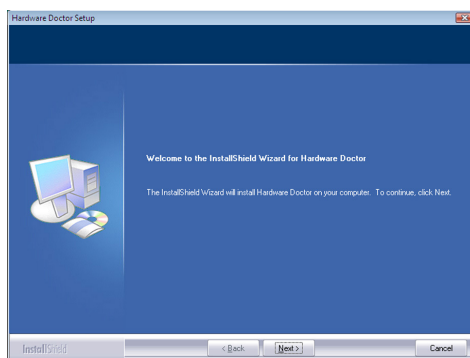 Hardware Doctor Setup
Welcome to the InstallShield Wizard for Hardware Doctor
The InstallShield Wizard will install Hardware Doctor on your computer. To continue, click Next.
InstallShield
< Back
Next >
Cancel